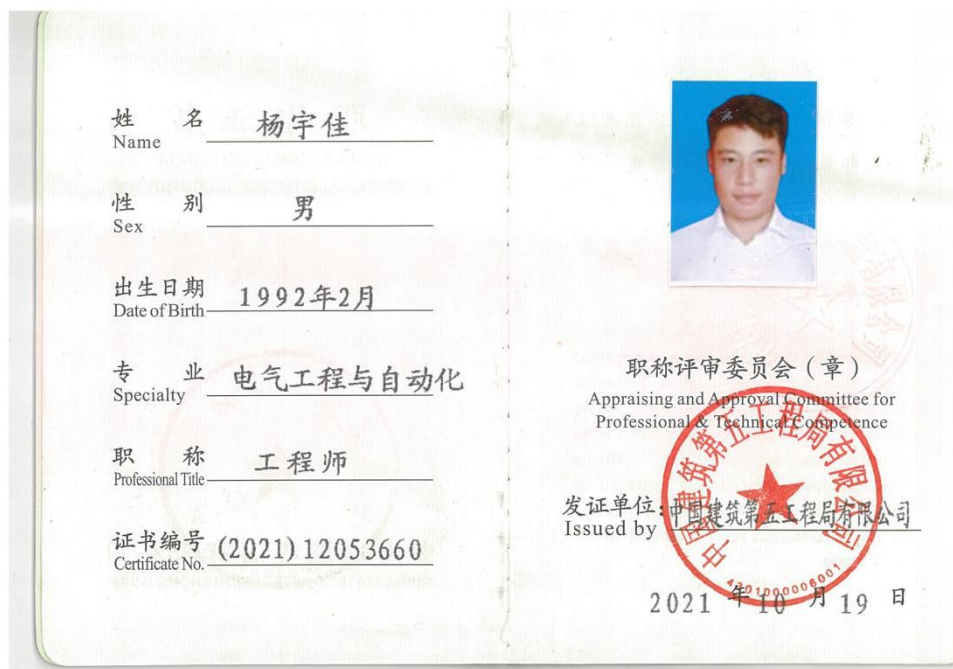 姓 名 杨宇佳
Name
性 别 男
Sex
出生日期 1992年2月
Date of Birth
专 业 电气工程与自动化
Specialty
职 称 工程师
Professional Title
证书编号 (2021)12053660
Certificate No.
职称评审委员会（章）
Appraising and Approval Committee for
Professional & Technical Competence
中国建筑第五工程局有限公司
发证单位:中国建筑第五工程局有限公司
Issued by
4301000006001
2021 年 10 月 19 日